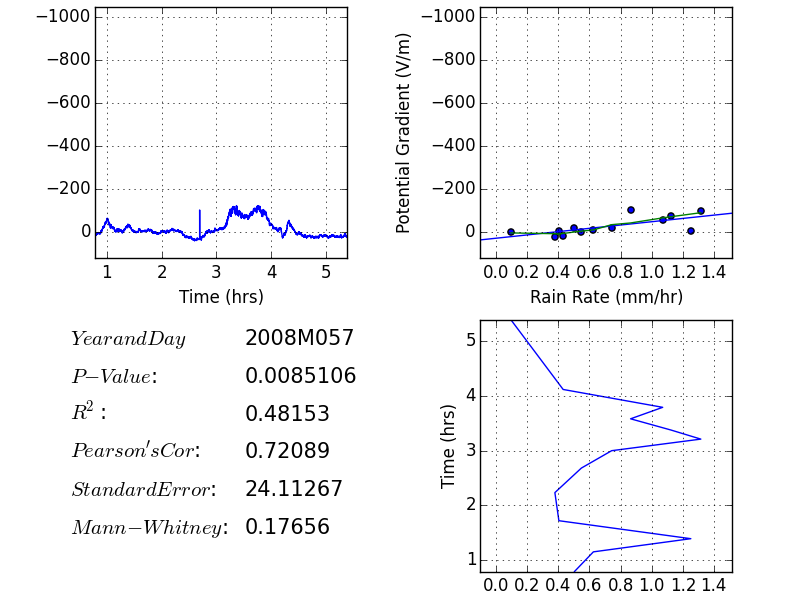 −1000
−800
−600
−400
−200
0
1 2 3 4 5
Time (hrs)
Potential Gradient (V/m)
−1000
−800
−600
−400
−200
0
0.0 0.2 0.4 0.6 0.8 1.0 1.2 1.4
Rain Rate (mm/hr)
YearandDay 2008M057
P−Value: 0.0085106
R²: 0.48153
Pearson'sCor: 0.72089
StandardError: 24.11267
Mann−Whitney: 0.17656
Time (hrs)
5
4
3
2
1
0.0 0.2 0.4 0.6 0.8 1.0 1.2 1.4